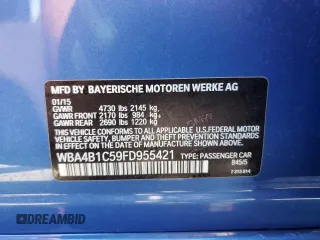 MFD BY BAYERISCHE MOTOREN WERKE AG
01/15
GVWR 4730 lbs 2145 kg
GAWR FRONT 2170 lbs 984 kg
GAWR REAR 2690 lbs 1220 kg
THIS VEHICLE CONFORMS TO ALL APPLICABLE
U.S. FEDERAL MOTOR VEHICLE
SAFETY, BUMPER AND THEFT PREVENTION
STANDARDS IN EFFECT ON THE DATE OF
MANUFACTURE SHOWN ABOVE.
WBA4B1C59FD955421 TYPE: PASSENGER CAR
B45/5
DREAMBID